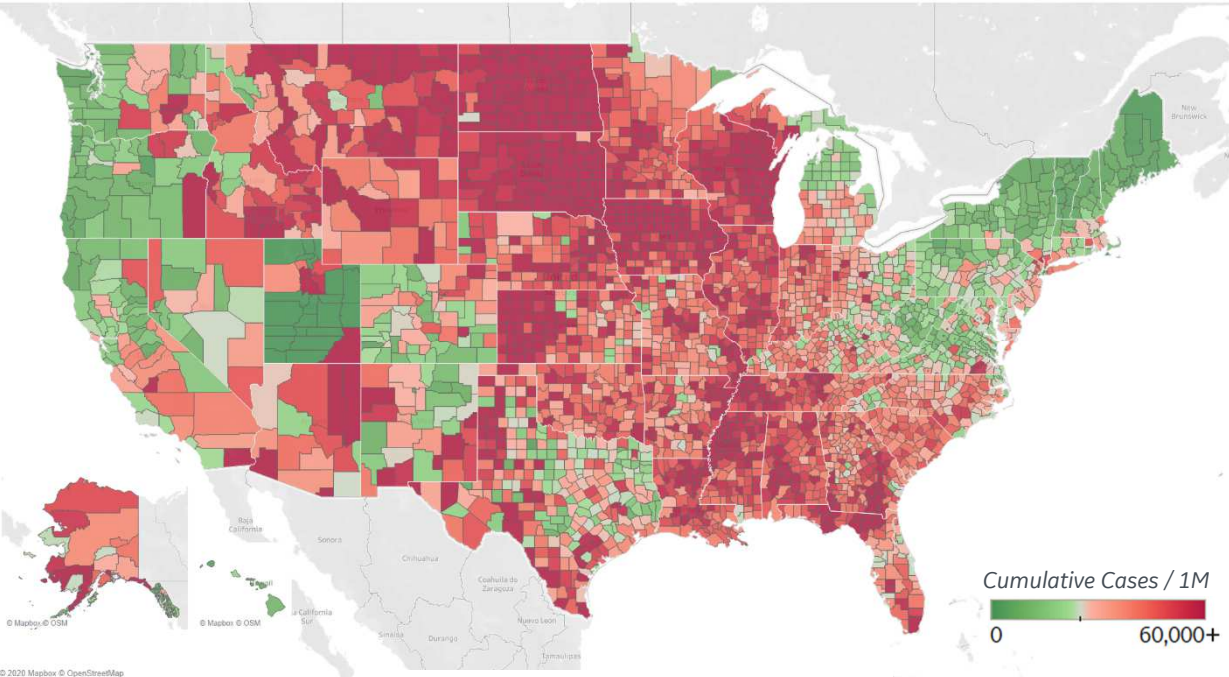 New
Brunswick
Baja
California
Sonora
Chihuahua
Coahuila de
Zaragoza
Nuevo León
Sinaloa
Durango
Tamaulipas
a California
Sur
© Mapbox © OSM
© Mapbox © OSM
Cumulative Cases / 1M
0
60,000+
© 2020 Mapbox © OpenStreetMap